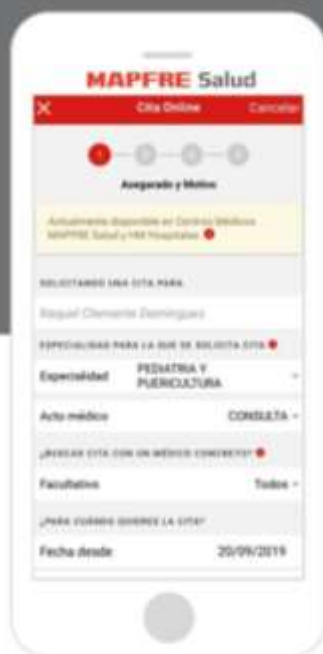 MAPFRE Salud
Cita Online Cancelar
1
Asegurado y Motivo
Actualmente disponible en Centros Médicos
MAPFRE Salud y HM Hospitales
SOLICITANDO UNA CITA PARA
Raquel Clemente Domínguez
ESPECIALIDAD PARA LA QUE SE SOLICITA CITA
Especialidad PEDIATRIA Y PUERICULTURA
Acto médico CONSULTA
¿BUSCAS CITA CON UN MÉDICO CONCRETO?
Facultativo Todos
¿PARA CUÁNDO QUIERES LA CITA?
Fecha desde 20/09/2019